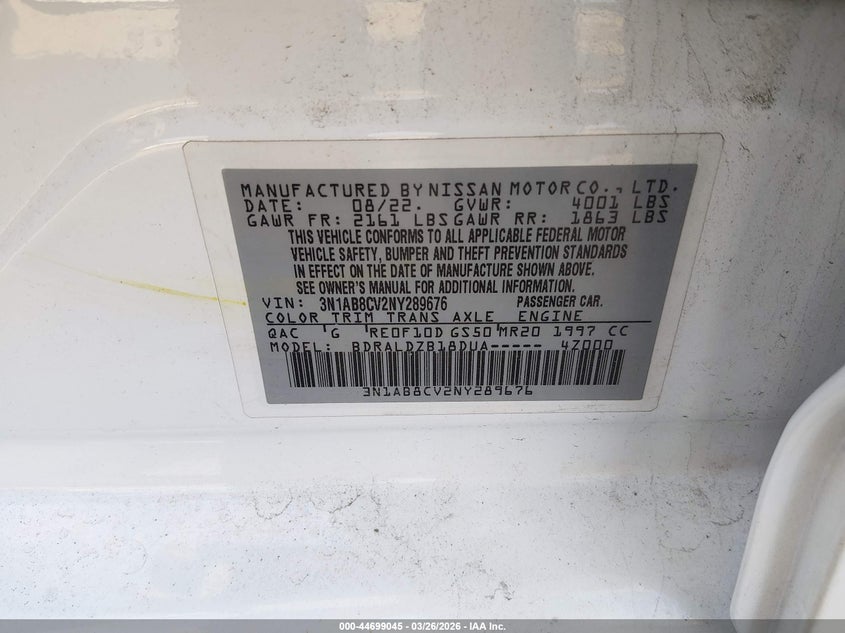 MANUFACTURED BY NISSAN MOTOR CO., LTD.
DATE: 08/22. GVWR: 4001 LBS
GAWR FR: 2161 LBS GAWR RR: 1863 LBS
THIS VEHICLE CONFORMS TO ALL APPLICABLE FEDERAL MOTOR
VEHICLE SAFETY, BUMPER AND THEFT PREVENTION STANDARDS
IN EFFECT ON THE DATE OF MANUFACTURE SHOWN ABOVE.
SEE OWNER'S MANUAL FOR ADDITIONAL INFORMATION.
VIN: 3N1AB8CV2NY289676 PASSENGER CAR.
COLOR TRIM TRANS AXLE ENGINE
QAC 'G 'RE0F10D GS50'MR20 1997 CC
MODEL: BDRALDZB18DUA----- 4Z000
3N1AB8CV2NY289676
000-44699045 — 03/26/2026 — IAA Inc.